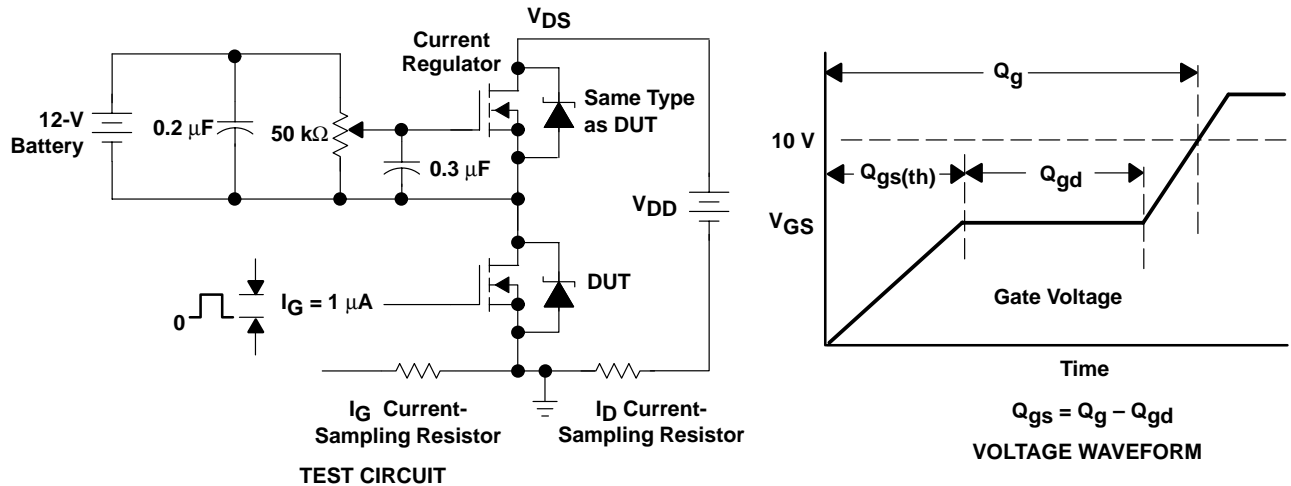 VDS
Current
Regulator
12-V
Battery
0.2 μF
50 kΩ
0.3 μF
Same Type
as DUT
VDD
DUT
0
IG = 1 μA
IG Current-
Sampling Resistor
ID Current-
Sampling Resistor
TEST CIRCUIT
Qg
10 V
Qgs(th)
Qgd
VGS
Gate Voltage
Time
Qgs = Qg – Qgd
VOLTAGE WAVEFORM